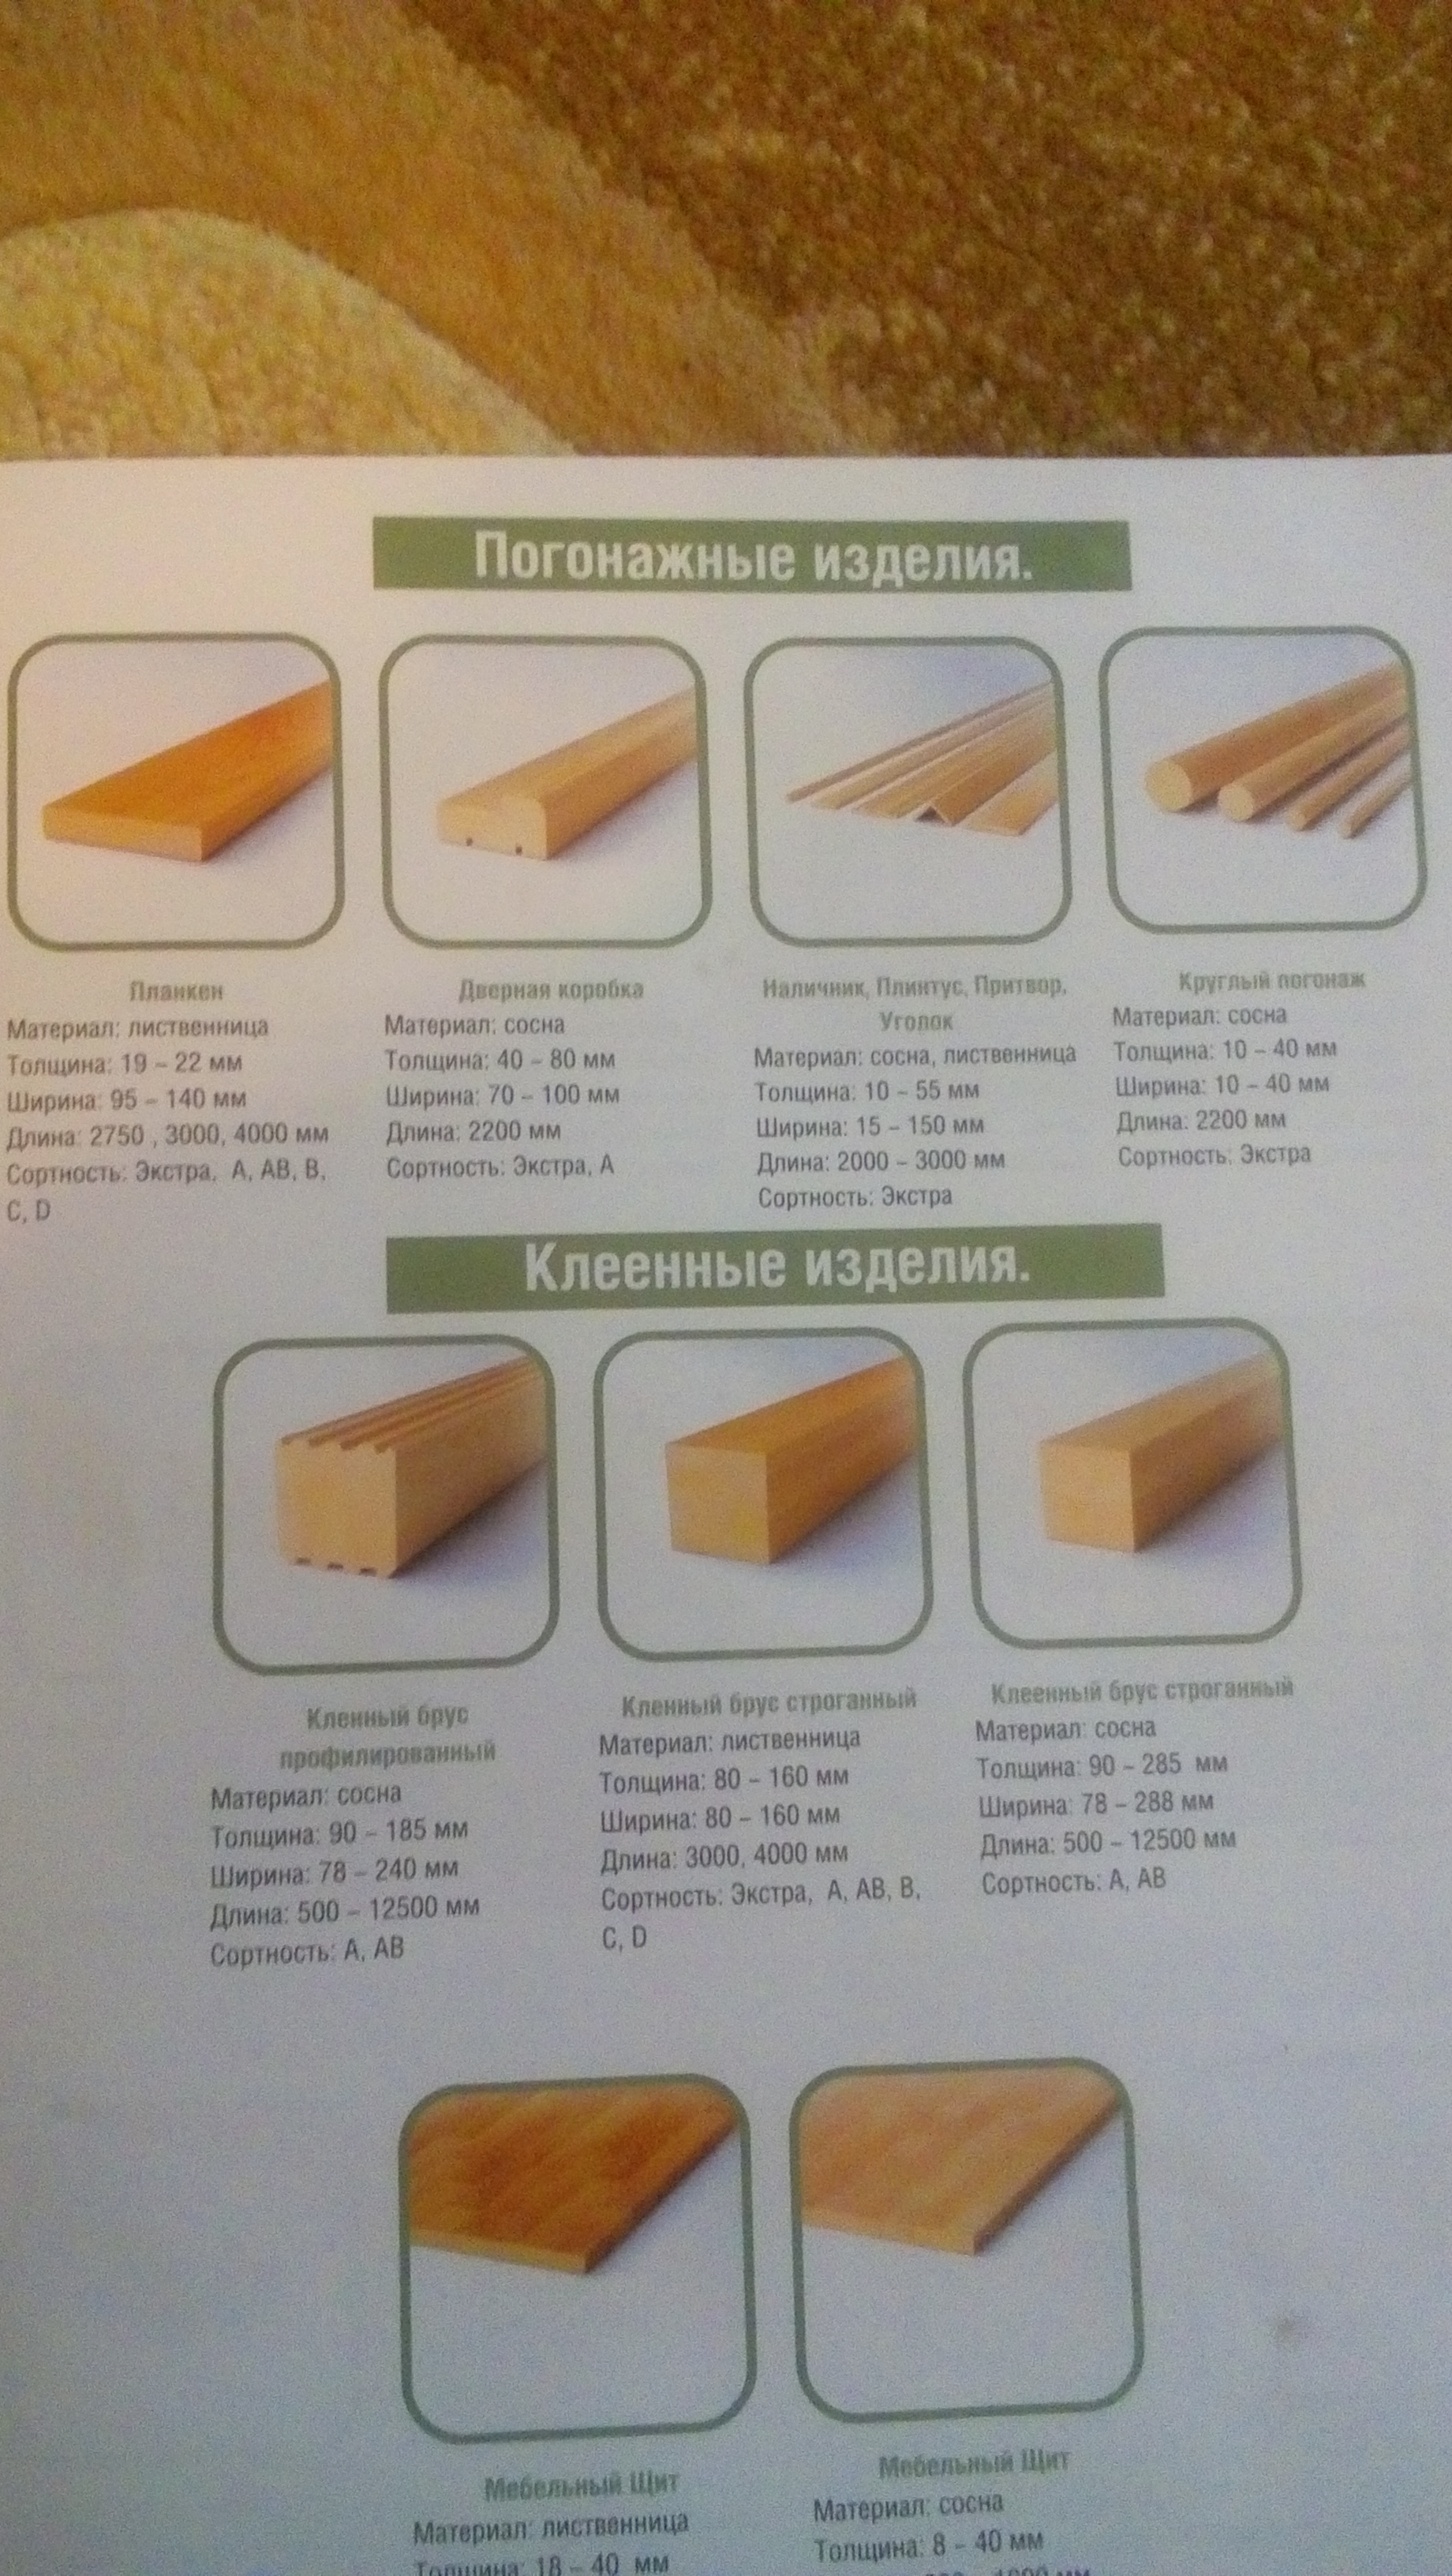 Погонажные изделия.
Планкен
Материал: лиственница
Толщина: 19 – 22 мм
Ширина: 95 – 140 мм
Длина: 2750 , 3000, 4000 мм
Сортность: Экстра, А, АВ, В,
С, D
Дверная коробка
Материал: сосна
Толщина: 40 – 80 мм
Ширина: 70 – 100 мм
Длина: 2200 мм
Сортность: Экстра, А
Наличник, Плинтус, Притвор,
Уголок
Материал: сосна, лиственница
Толщина: 10 – 55 мм
Ширина: 15 – 150 мм
Длина: 2000 – 3000 мм
Сортность: Экстра
Круглый погонаж
Материал: сосна
Толщина: 10 – 40 мм
Ширина: 10 – 40 мм
Длина: 2200 мм
Сортность: Экстра
Клеенные изделия.
Кленный брус
профилированный
Материал: сосна
Толщина: 90 – 185 мм
Ширина: 78 – 240 мм
Длина: 500 – 12500 мм
Сортность: А, АВ
Кленный брус строганный
Материал: лиственница
Толщина: 80 – 160 мм
Ширина: 80 – 160 мм
Длина: 3000, 4000 мм
Сортность: Экстра, А, АВ, В,
С, D
Клеенный брус строганный
Материал: сосна
Толщина: 90 – 285 мм
Ширина: 78 – 288 мм
Длина: 500 – 12500 мм
Сортность: А, АВ
Мебельный Щит
Материал: лиственница
Толщина: 18 – 40 мм
Мебельный Щит
Материал: сосна
Толщина: 8 – 40 мм